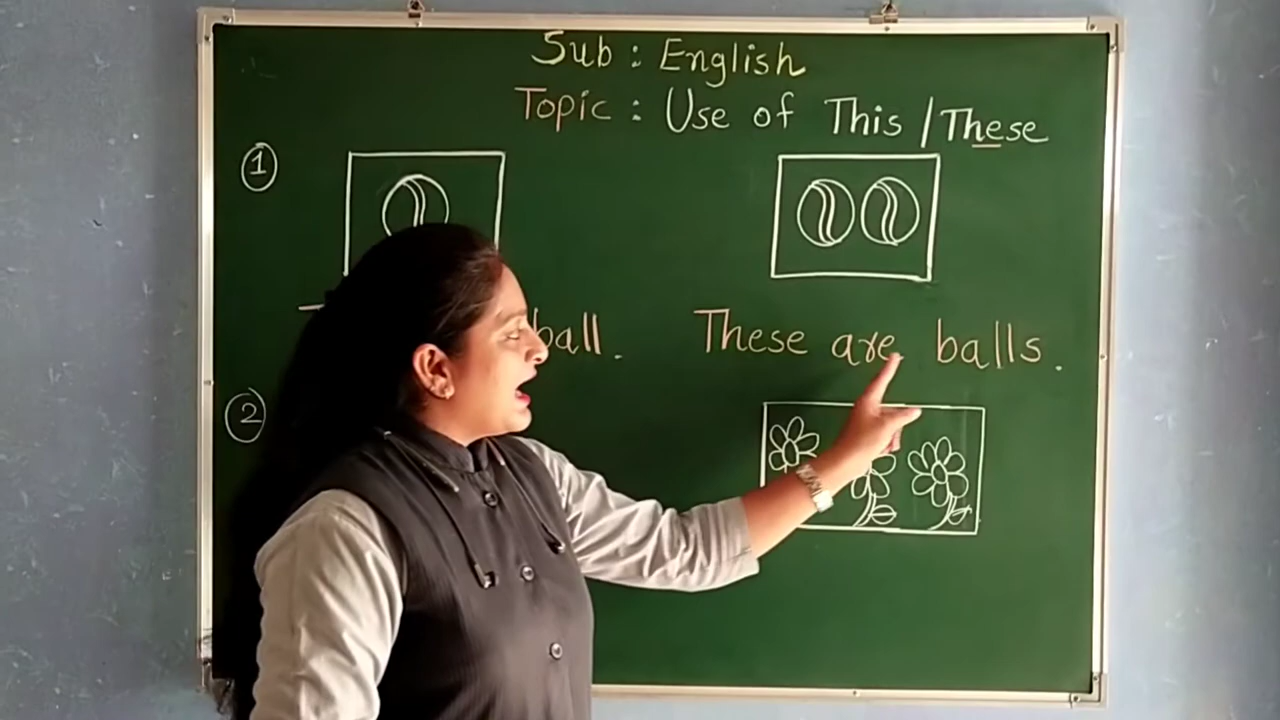 Sub : English
Topic : Use of This / These
1
ball. These are balls.
2